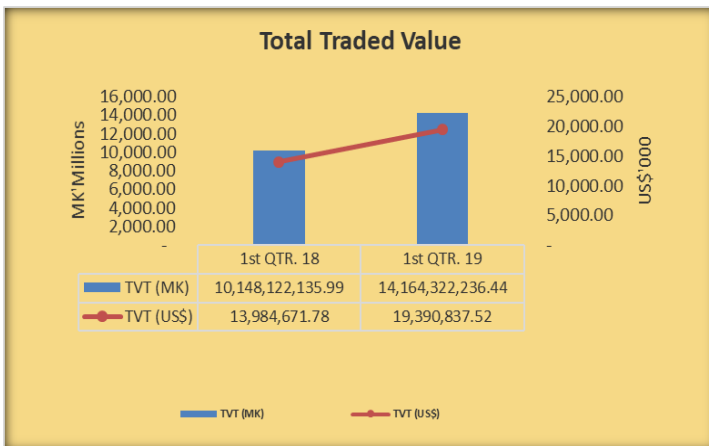 Total Traded Value
MK'Millions
16,000.00
14,000.00
12,000.00
10,000.00
8,000.00
6,000.00
4,000.00
2,000.00
-
US$'000
25,000.00
20,000.00
15,000.00
10,000.00
5,000.00
-
1st QTR. 18 1st QTR. 19
TVT (MK) 10,148,122,135.99 14,164,322,236.44
TVT (US$) 13,984,671.78 19,390,837.52
TVT (MK) TVT (US$)